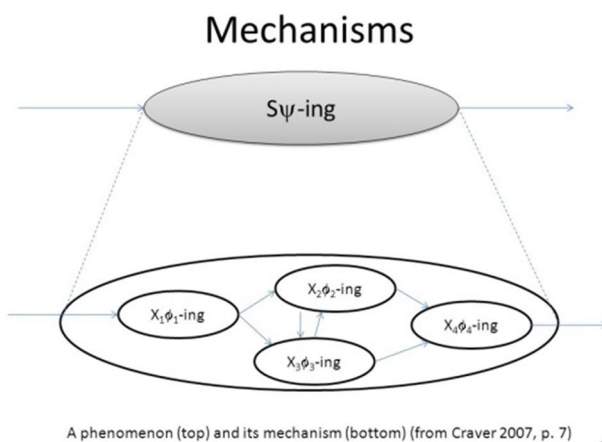 Mechanisms
Sψ-ing
X₂ϕ₂-ing
X₁ϕ₁-ing
X₄ϕ₄-ing
X₃ϕ₃-ing
A phenomenon (top) and its mechanism (bottom) (from Craver 2007, p. 7)